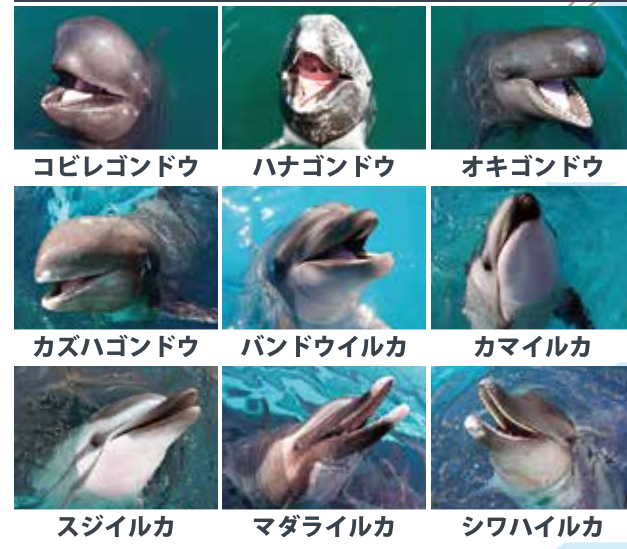 コビレゴンドウ
ハナゴンドウ
オキゴンドウ
カズハゴンドウ
バンドウイルカ
カマイルカ
スジイルカ
マダライルカ
シワハイルカ